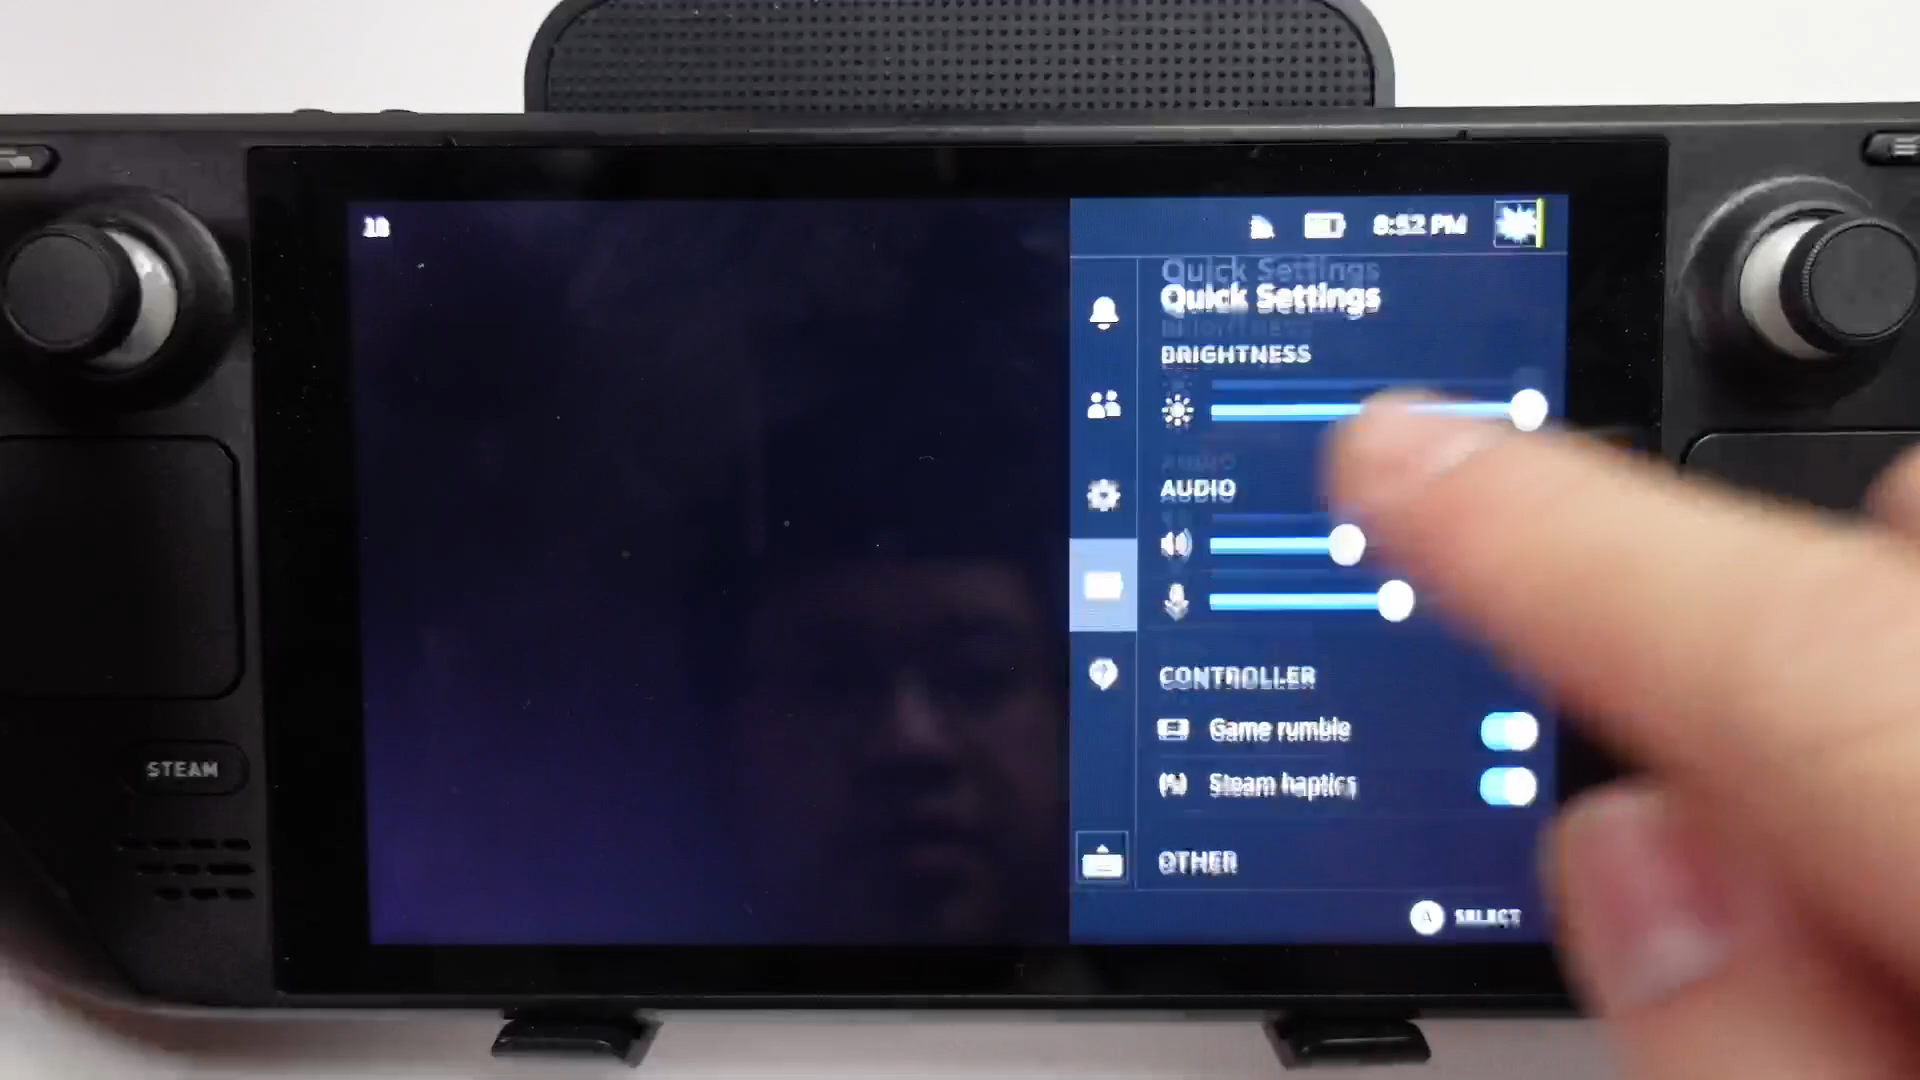 18
8:52 PM
Quick Settings
BRIGHTNESS
AUDIO
CONTROLLER
Game rumble
Steam haptics
STEAM
OTHER
A SELECT